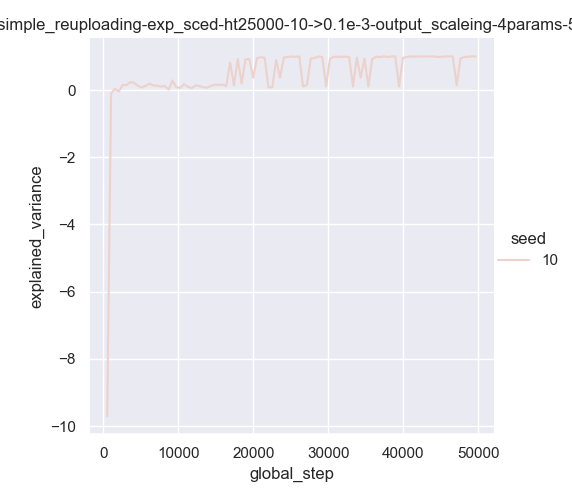 simple_reuploading-exp_sced-ht25000-10->0.1e-3-output_scaleing-4params-5
0
−2
−4
−6
−8
−10
explained_variance
0 10000 20000 30000 40000 50000
global_step
seed
10